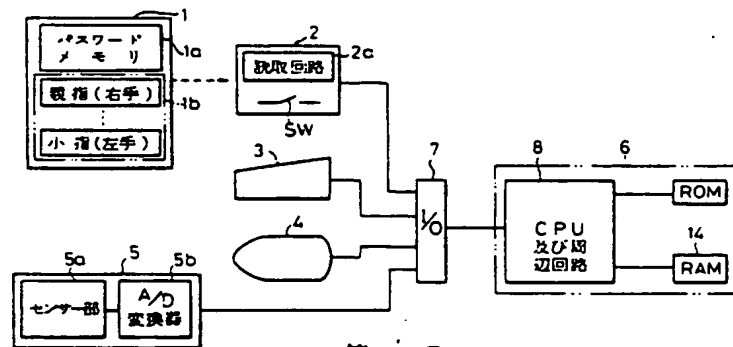 1
パスワード
メモリ
1a
親指(右手)
1b
小指(左手)
2
2a
読取回路
SW
3
4
5
5a
センサー部
5b
A/D
変換器
7
I/O
6
8
CPU
及び周
辺回路
ROM
14
RAM